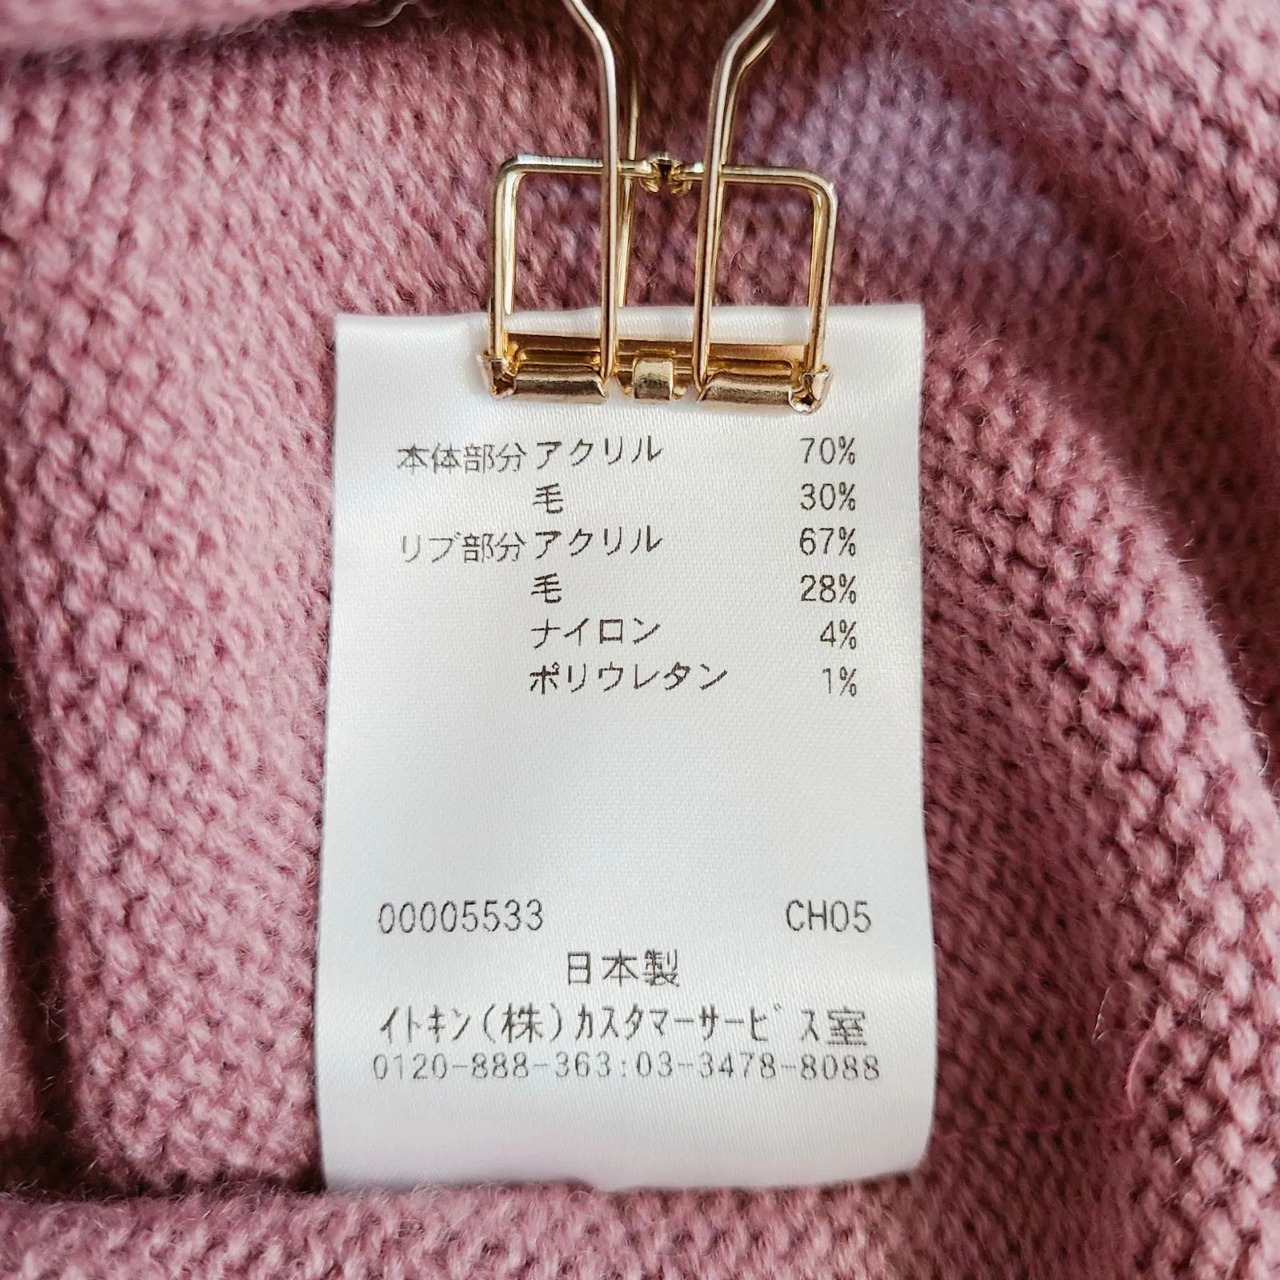 本体部分アクリル 70%
毛 30%
リブ部分アクリル 67%
毛 28%
ナイロン 4%
ポリウレタン 1%
00005533 CH05
日本製
イトキン(株)カスタマーサービス室
0120-888-363:03-3478-8088